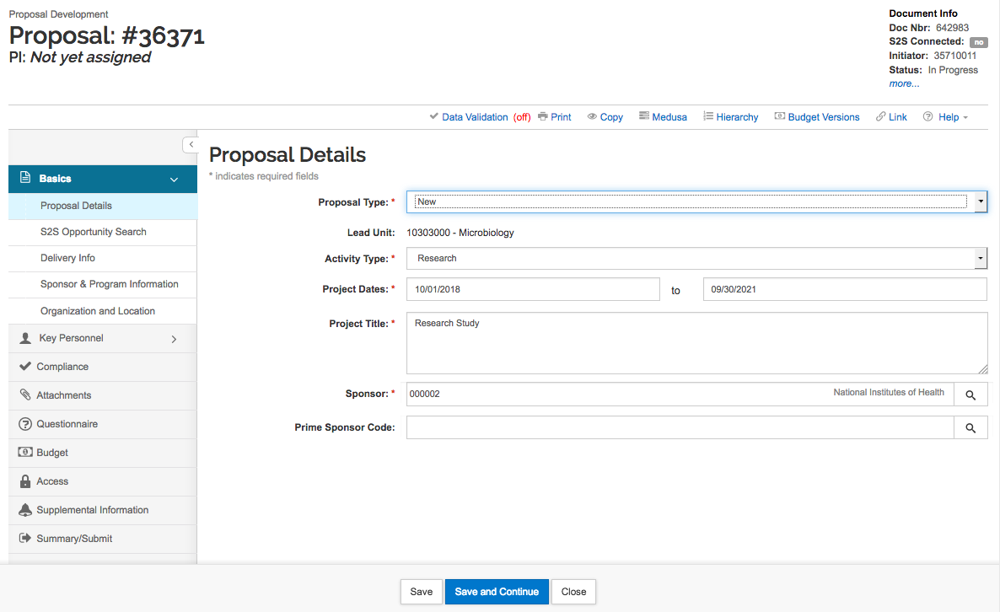 Proposal Development
Proposal: #36371
PI: Not yet assigned
Document Info
Doc Nbr: 642983
S2S Connected: no
Initiator: 35710011
Status: In Progress
more...
Data Validation (off) Print Copy Medusa Hierarchy Budget Versions Link Help
Basics
Proposal Details
S2S Opportunity Search
Delivery Info
Sponsor & Program Information
Organization and Location
Key Personnel
Compliance
Attachments
Questionnaire
Budget
Access
Supplemental Information
Summary/Submit
Proposal Details
* indicates required fields
Proposal Type: * New
Lead Unit: 10303000 - Microbiology
Activity Type: * Research
Project Dates: * 10/01/2018 to 09/30/2021
Project Title: * Research Study
Sponsor: * 000002 National Institutes of Health
Prime Sponsor Code:
Save Save and Continue Close